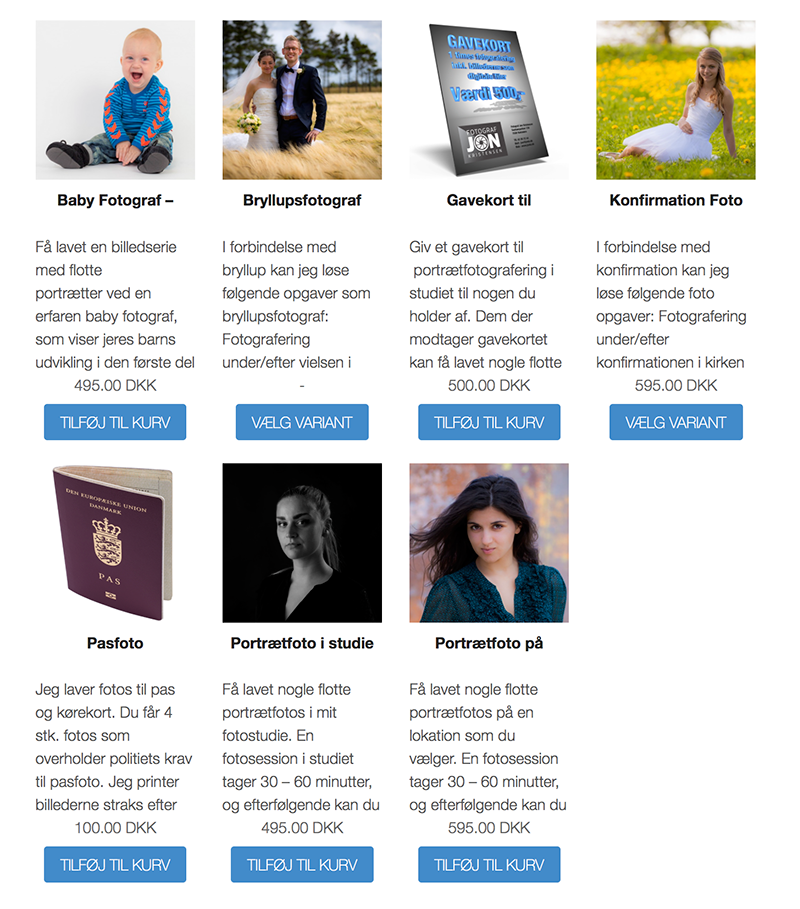 GAVEKORT
Værdi 500,-
FOTOGRAF
JON
KRISTENSEN
Baby Fotograf –
Få lavet en billedserie
med flotte
portrætter ved en
erfaren baby fotograf,
som viser jeres barns
udvikling i den første del
495.00 DKK
TILFØJ TIL KURV
Bryllupsfotograf
I forbindelse med
bryllup kan jeg løse
følgende opgaver som
bryllupsfotograf:
Fotografering
under/efter vielsen i
-
VÆLG VARIANT
Gavekort til
Giv et gavekort til
portrætfotografering i
studiet til nogen du
holder af. Dem der
modtager gavekortet
kan få lavet nogle flotte
500.00 DKK
TILFØJ TIL KURV
Konfirmation Foto
I forbindelse med
konfirmation kan jeg
løse følgende foto
opgaver: Fotografering
under/efter
konfirmationen i kirken
595.00 DKK
VÆLG VARIANT
DEN EUROPÆISKE UNION
DANMARK
PAS
Pasfoto
Jeg laver fotos til pas
og kørekort. Du får 4
stk. fotos som
overholder politiets krav
til pasfoto. Jeg printer
billederne straks efter
100.00 DKK
TILFØJ TIL KURV
Portrætfoto i studie
Få lavet nogle flotte
portrætfotos i mit
fotostudie. En
fotosession i studiet
tager 30 – 60 minutter,
og efterfølgende kan du
495.00 DKK
TILFØJ TIL KURV
Portrætfoto på
Få lavet nogle flotte
portrætfotos på en
lokation som du
vælger. En fotosession
tager 30 – 60 minutter,
og efterfølgende kan du
595.00 DKK
TILFØJ TIL KURV